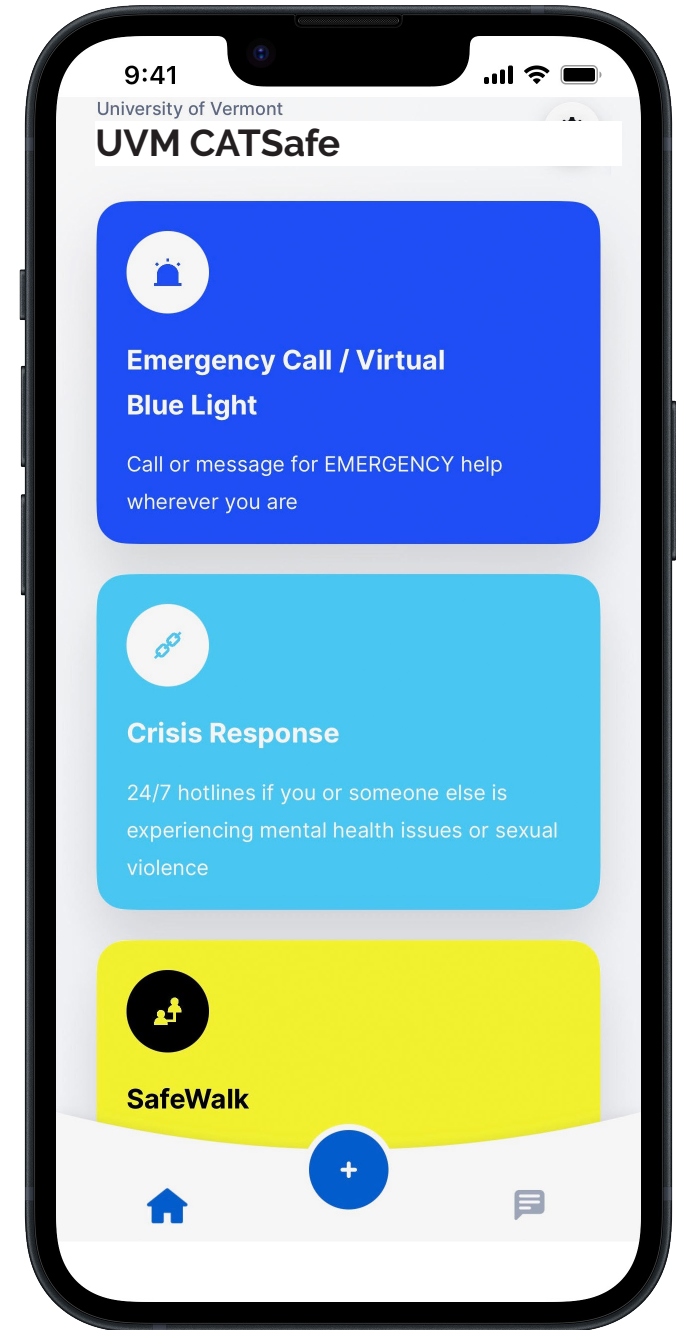 9:41
University of Vermont
UVM CATSafe
Emergency Call / Virtual
Blue Light
Call or message for EMERGENCY help
wherever you are
Crisis Response
24/7 hotlines if you or someone else is
experiencing mental health issues or sexual
violence
SafeWalk